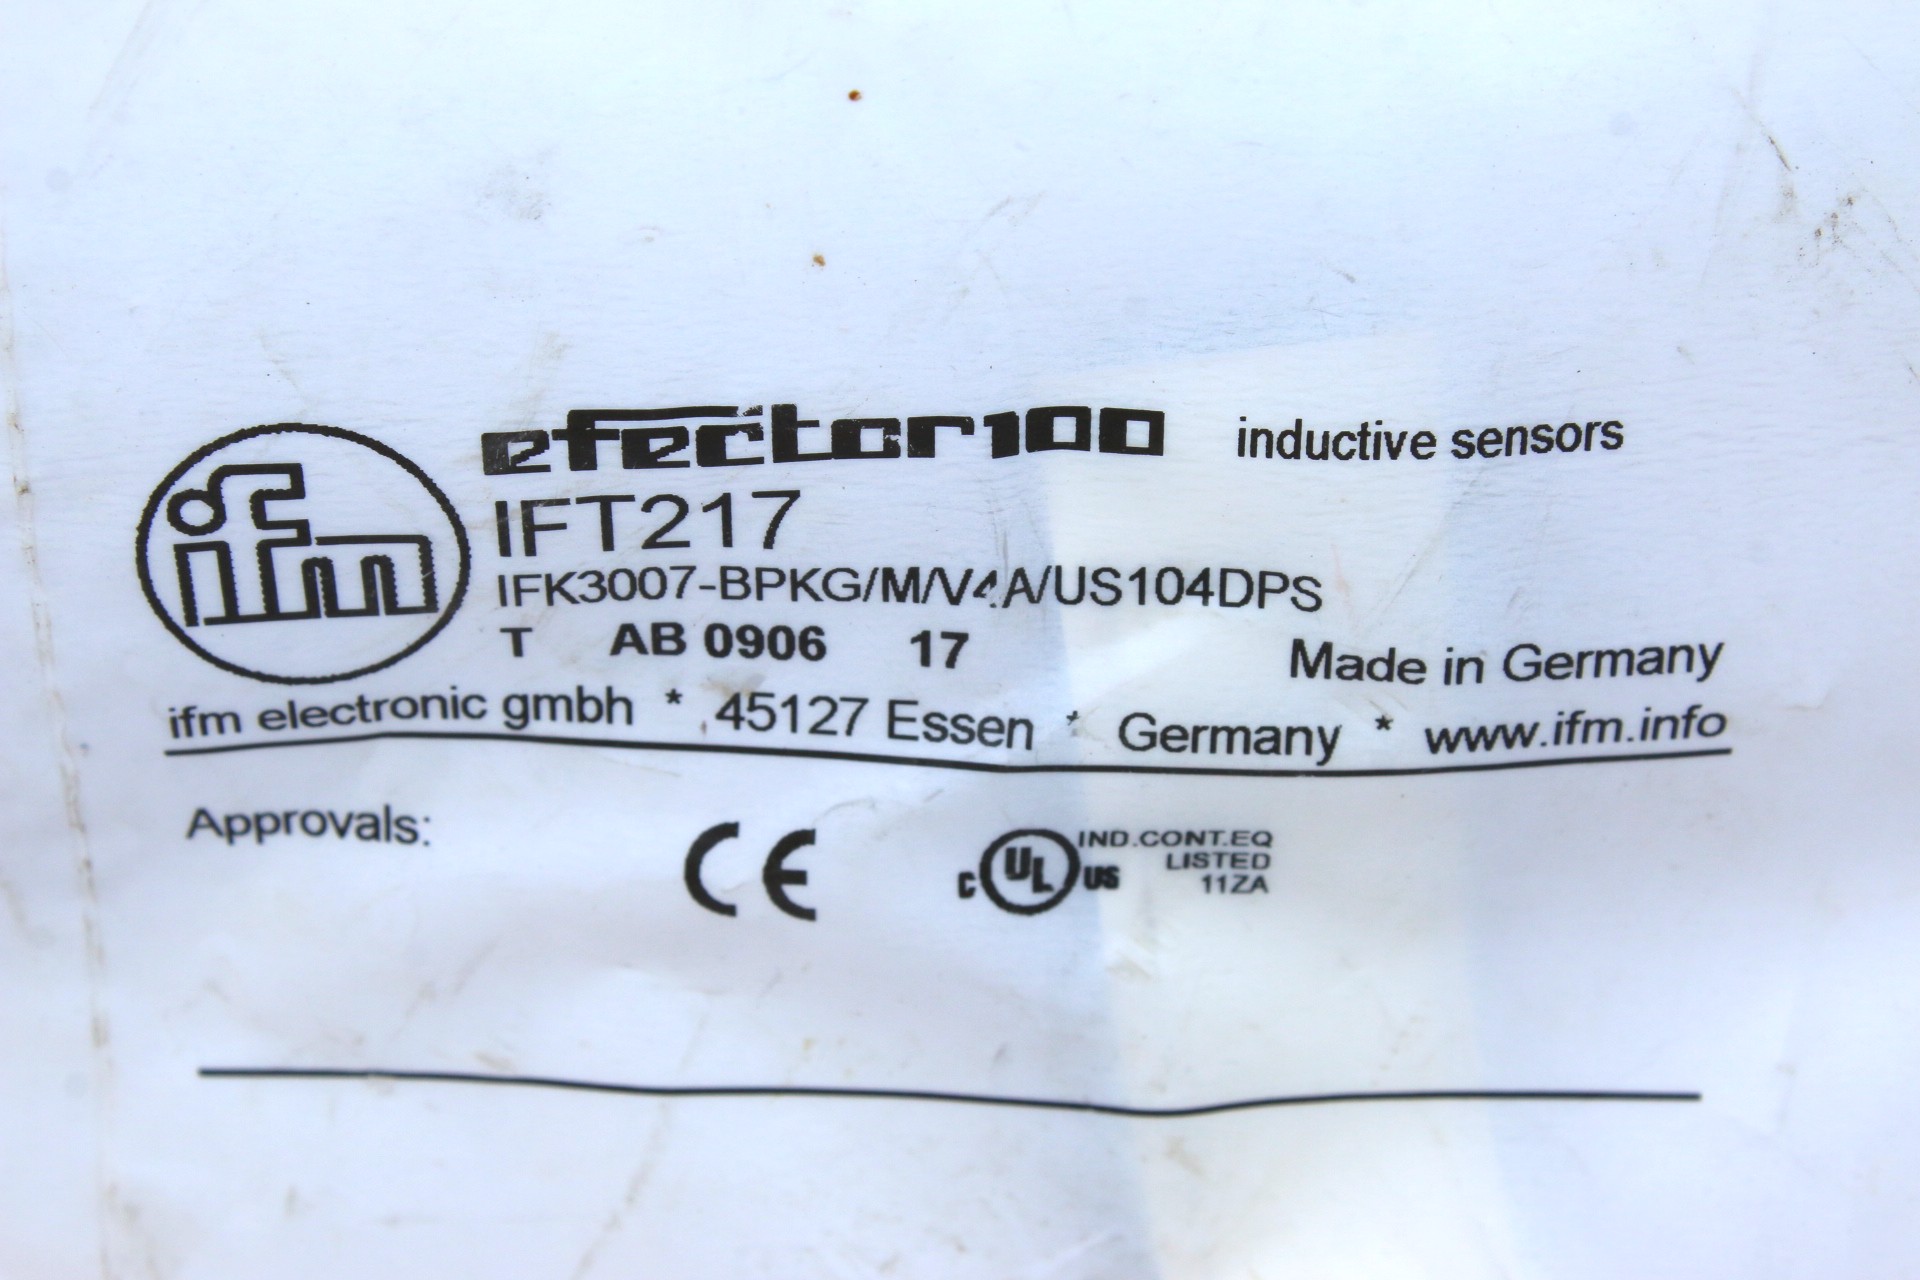 ifm
efector100 inductive sensors
IFT217
IFK3007-BPKG/M/V4A/US104DPS
T AB 0906 17 Made in Germany
ifm electronic gmbh * 45127 Essen * Germany * www.ifm.info
Approvals:
CE
c UL us IND.CONT.EQ
LISTED
11ZA